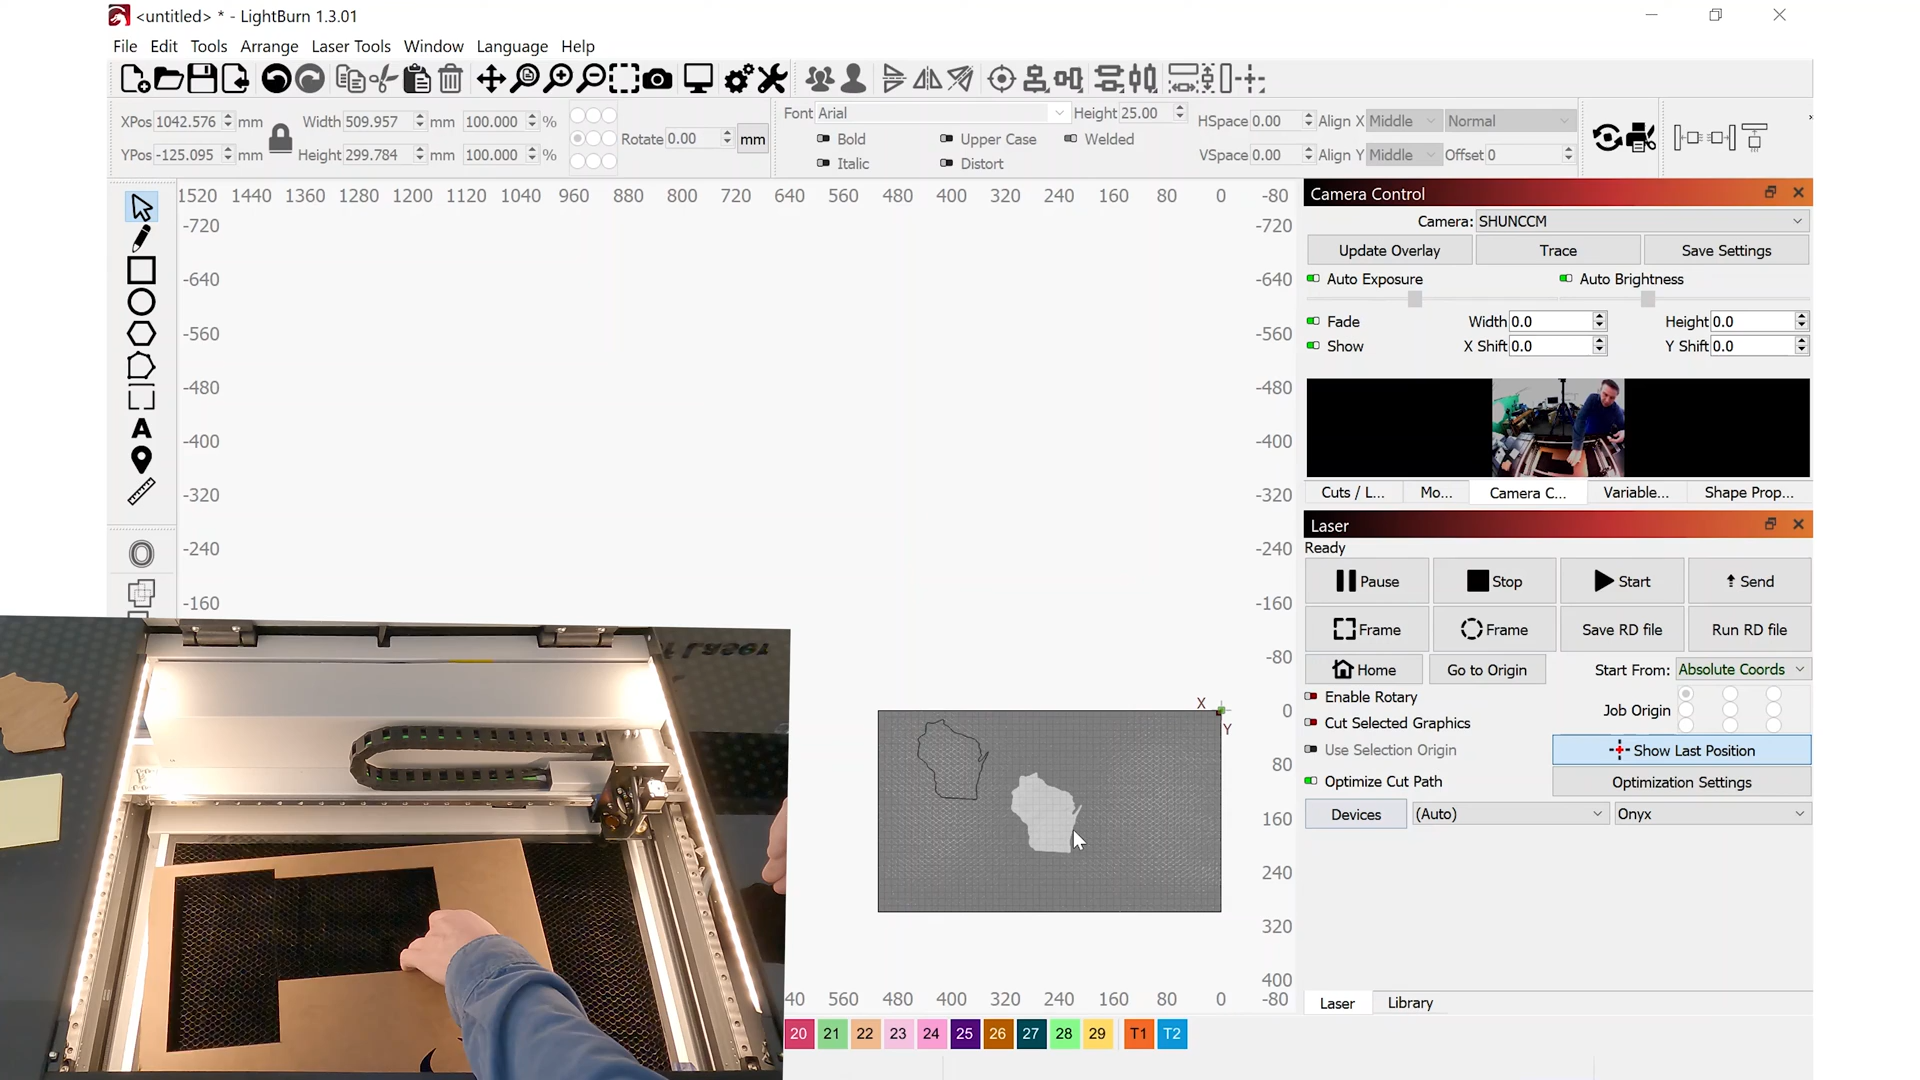 <untitled> * - LightBurn 1.3.01
File Edit Tools Arrange Laser Tools Window Language Help
XPos 1042.576 mm Width 509.957 mm 100.000 % Rotate 0.00 mm
YPos -125.095 mm Height 299.784 mm 100.000 %
Font Arial Height 25.00 HSpace 0.00 Align X Middle Normal
Bold Upper Case Welded
Italic Distort VSpace 0.00 Align Y Middle Offset 0
1520 1440 1360 1280 1200 1120 1040 960 880 800 720 640 560 480 400 320 240 160 80 0 -80
-720 -720
-640 -640
-560 -560
-480 -480
-400 -400
-320 -320
-240 -240
-160 -160
-80
0
80
160
240
320
400
X
Y
40 560 480 400 320 240 160 80 0 -80
20 21 22 23 24 25 26 27 28 29 T1 T2
Camera Control
Camera: SHUNCCM
Update Overlay Trace Save Settings
Auto Exposure Auto Brightness
Fade Width 0.0 Height 0.0
Show X Shift 0.0 Y Shift 0.0
Cuts / L... Mo... Camera C... Variable... Shape Prop...
Laser
Ready
Pause Stop Start Send
Frame Frame Save RD file Run RD file
Home Go to Origin Start From: Absolute Coords
Enable Rotary
Cut Selected Graphics Job Origin
Use Selection Origin Show Last Position
Optimize Cut Path Optimization Settings
Devices (Auto) Onyx
Laser Library